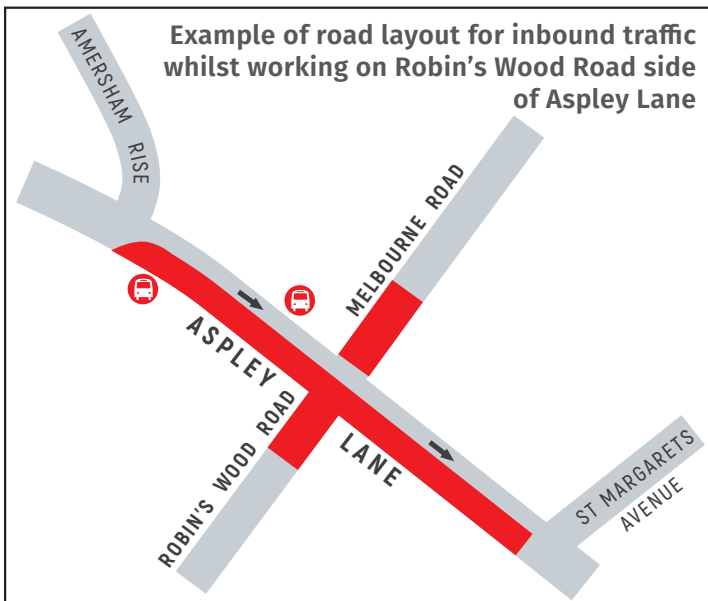 Example of road layout for inbound traffic
whilst working on Robin's Wood Road side
of Aspley Lane
AMERSHAM RISE
MELBOURNE ROAD
ASPLEY LANE
ROBIN'S WOOD ROAD
ST MARGARETS
AVENUE